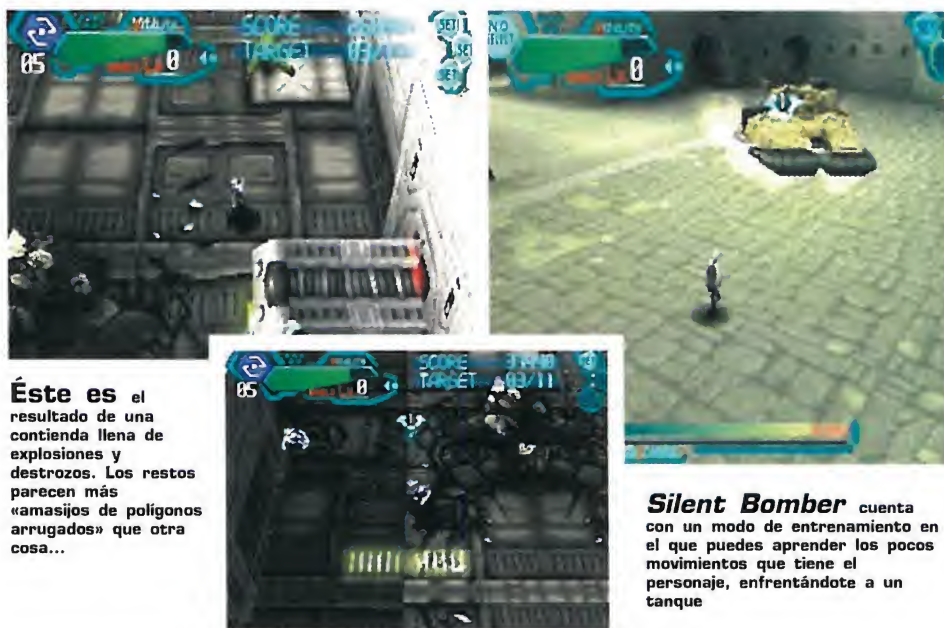 SCORE
TARGET
05
0
SET!
SET
SET
NO
0
SCORE
TARGET 03/11
05
0
Éste es el
resultado de una
contienda llena de
explosiones y
destrozos. Los restos
parecen más
«amasijos de polígonos
arrugados» que otra
cosa...
Silent Bomber cuenta
con un modo de entrenamiento en
el que puedes aprender los pocos
movimientos que tiene el
personaje, enfrentándote a un
tanque